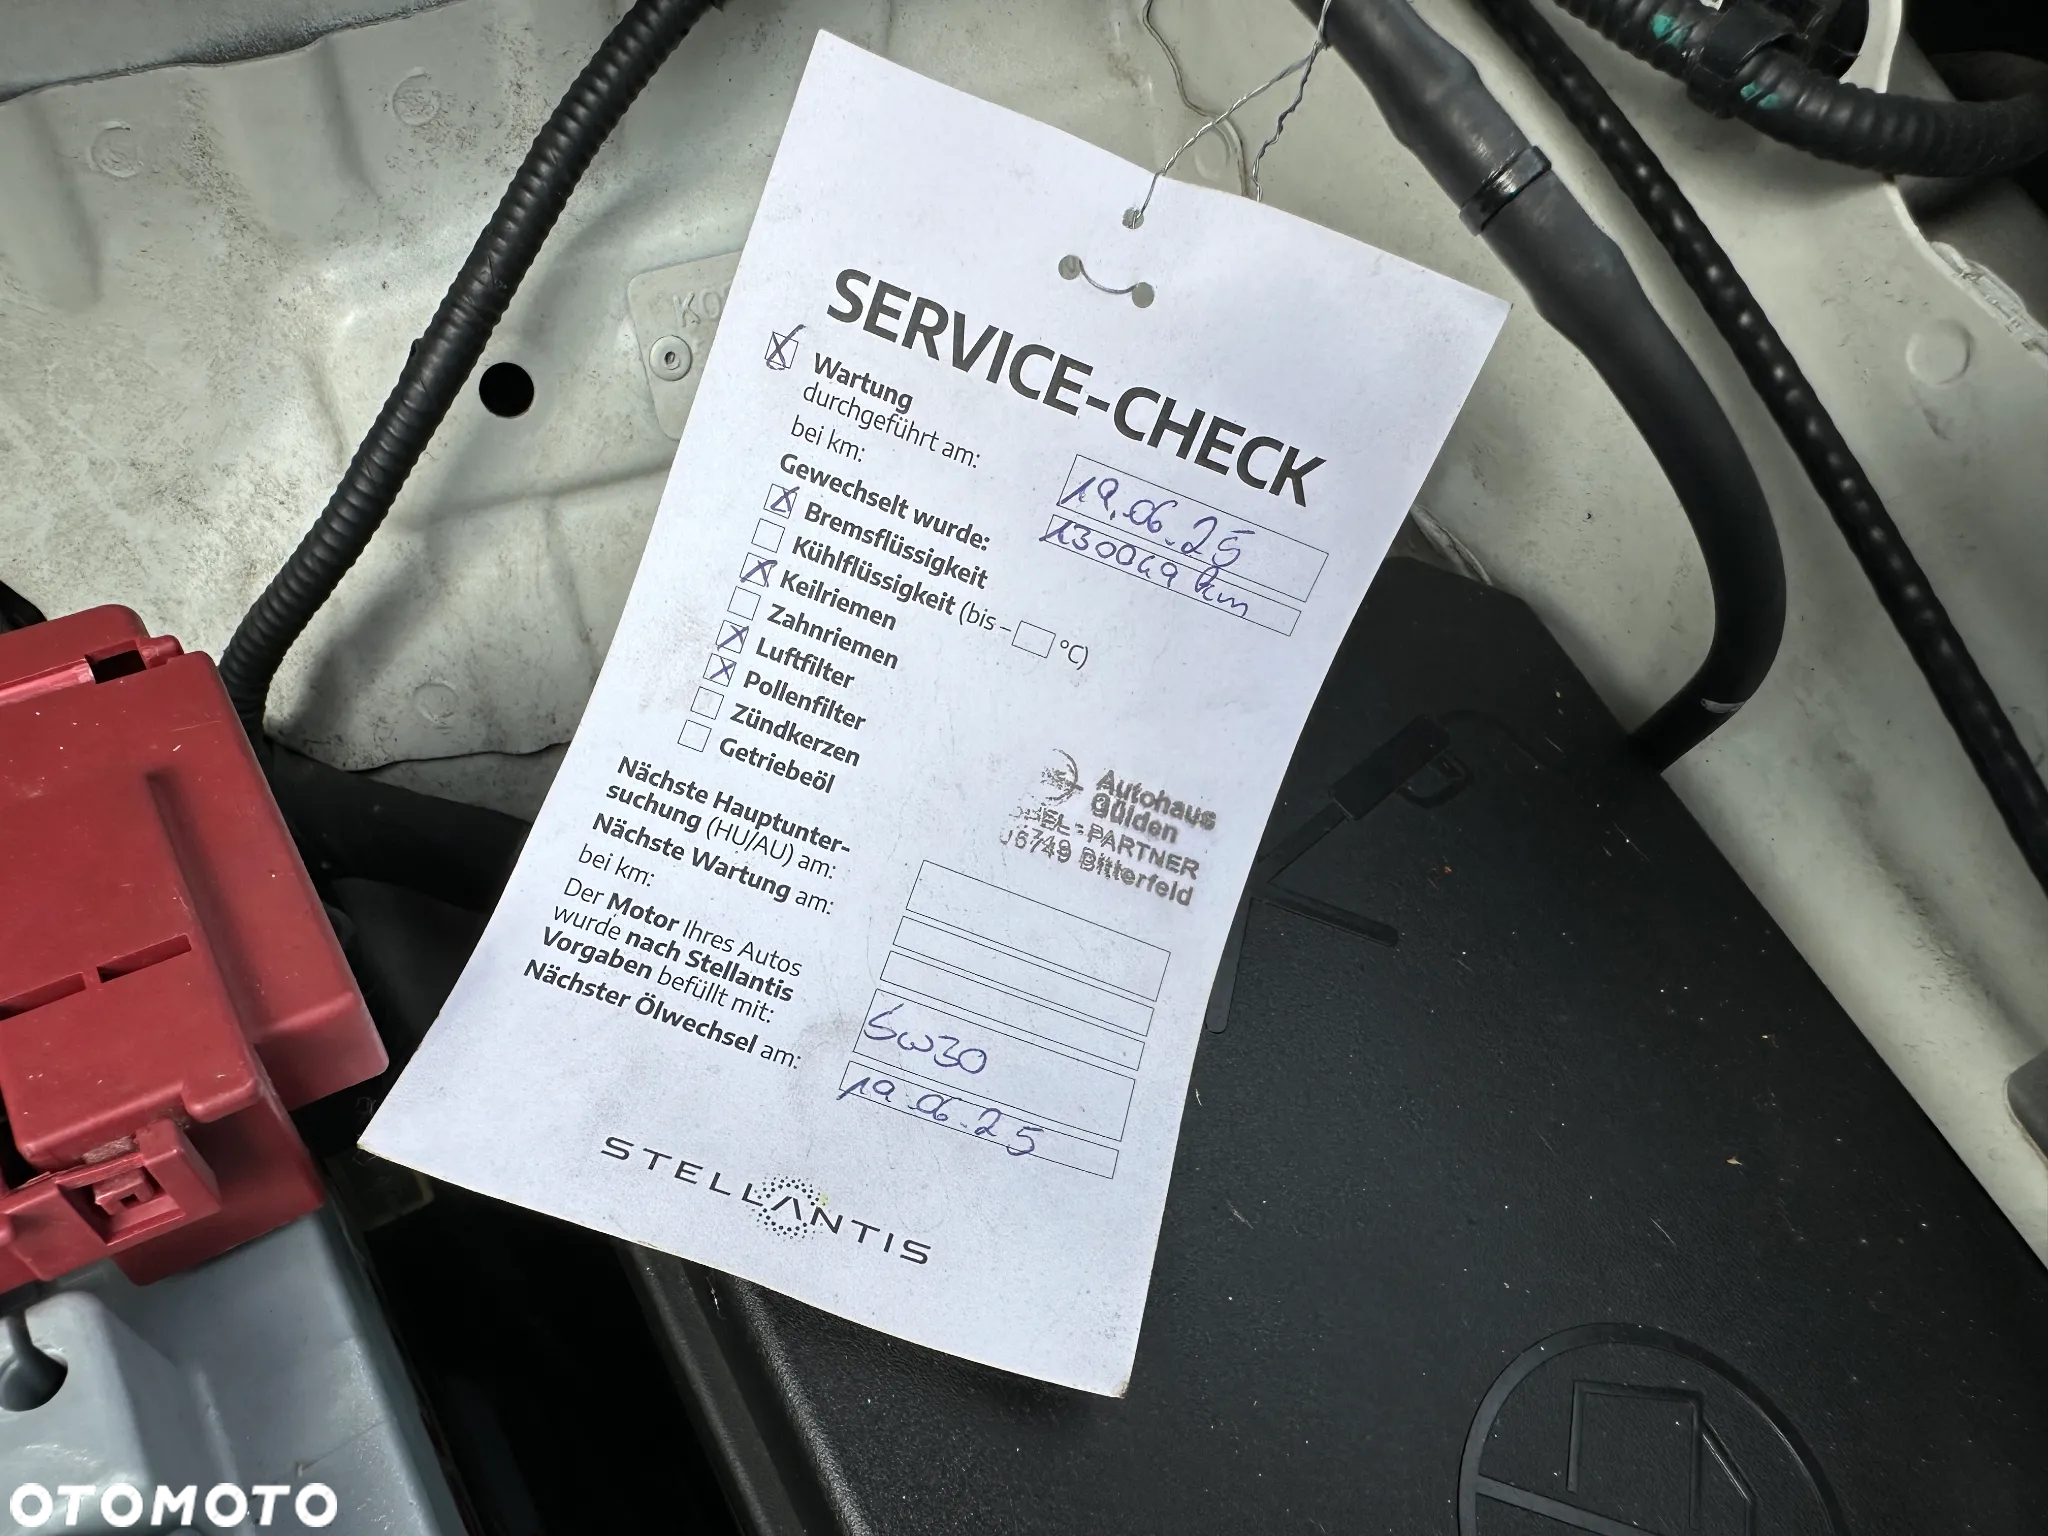 SERVICE-CHECK
Wartung
durchgeführt am: 19.06.25
bei km: 130049 km
Gewechselt wurde:
Bremsflüssigkeit
Kühlflüssigkeit (bis – °C)
Keilriemen
Zahnriemen
Luftfilter
Pollenfilter
Zündkerzen
Getriebeöl
Autohaus
Gülden
OPEL - PARTNER
06749 Bitterfeld
Nächste Hauptunter-
suchung (HU/AU) am:
Nächste Wartung am:
bei km:
Der Motor Ihres Autos
wurde nach Stellantis
Vorgaben befüllt mit: 5w30
Nächster Ölwechsel am: 19.06.25
STELLANTIS
OTOMOTO